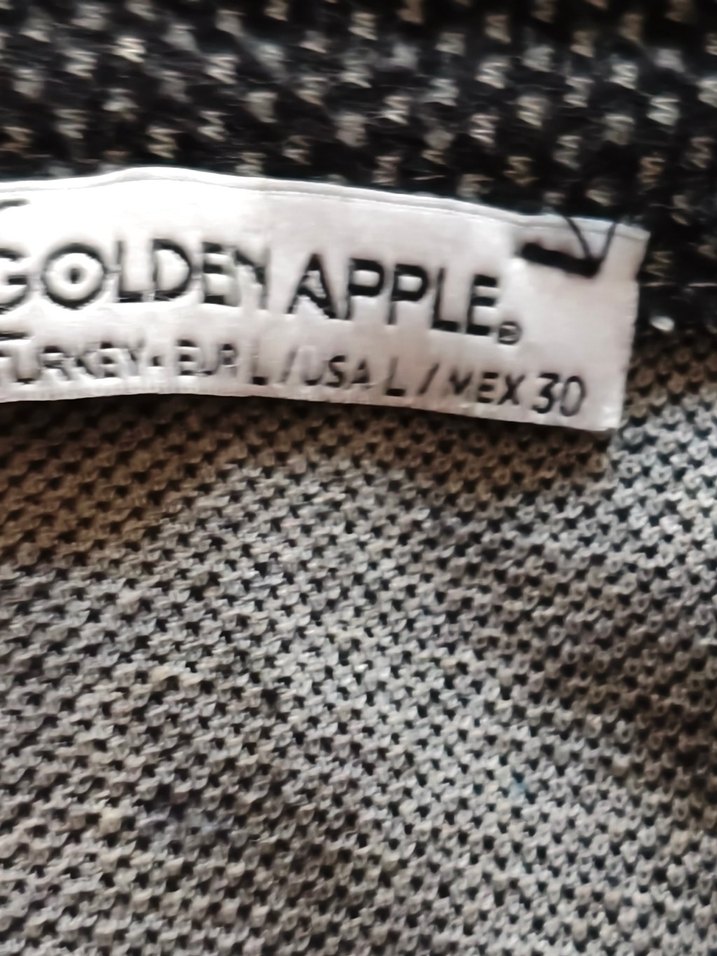 GOLDEN APPLE®
TURKEY • EUR L / USA L / MEX 30